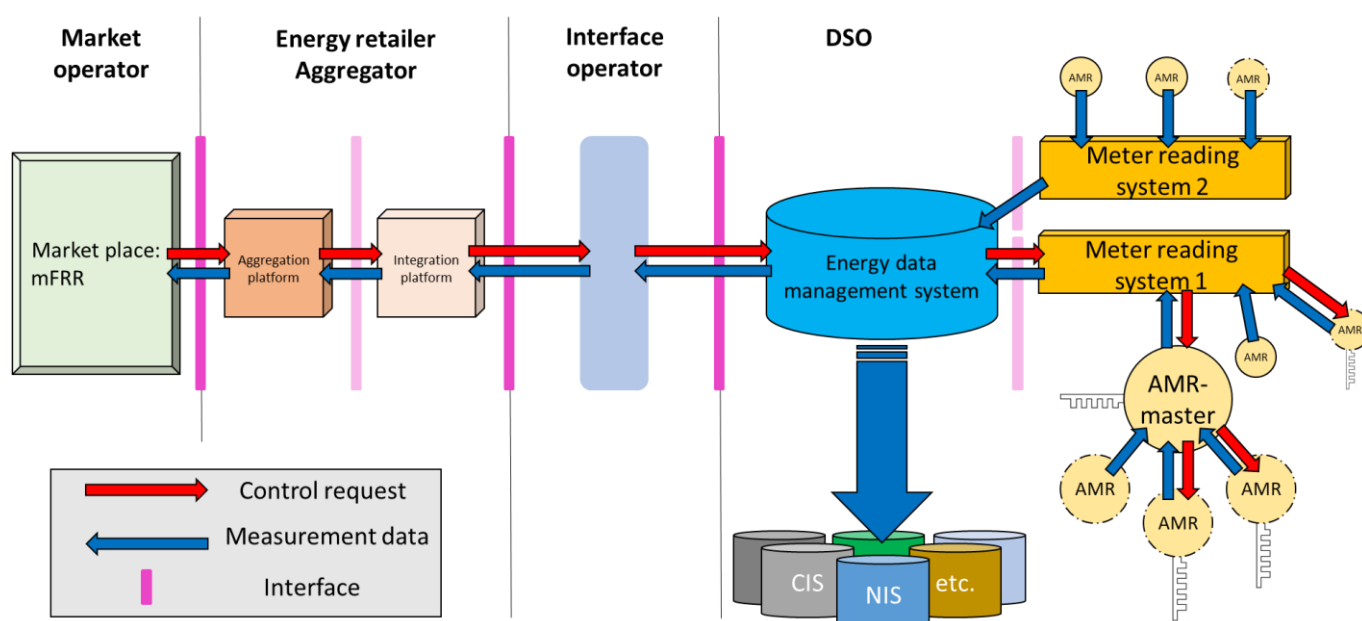 Market
operator
Energy retailer
Aggregator
Interface
operator
DSO
AMR
AMR
AMR
Meter reading
system 2
Market place:
mFRR
Aggregation
platform
Integration
platform
Energy data
management system
Meter reading
system 1
AMR
AMR
AMR-
master
AMR
AMR
AMR
Control request
Measurement data
Interface
CIS
NIS
etc.